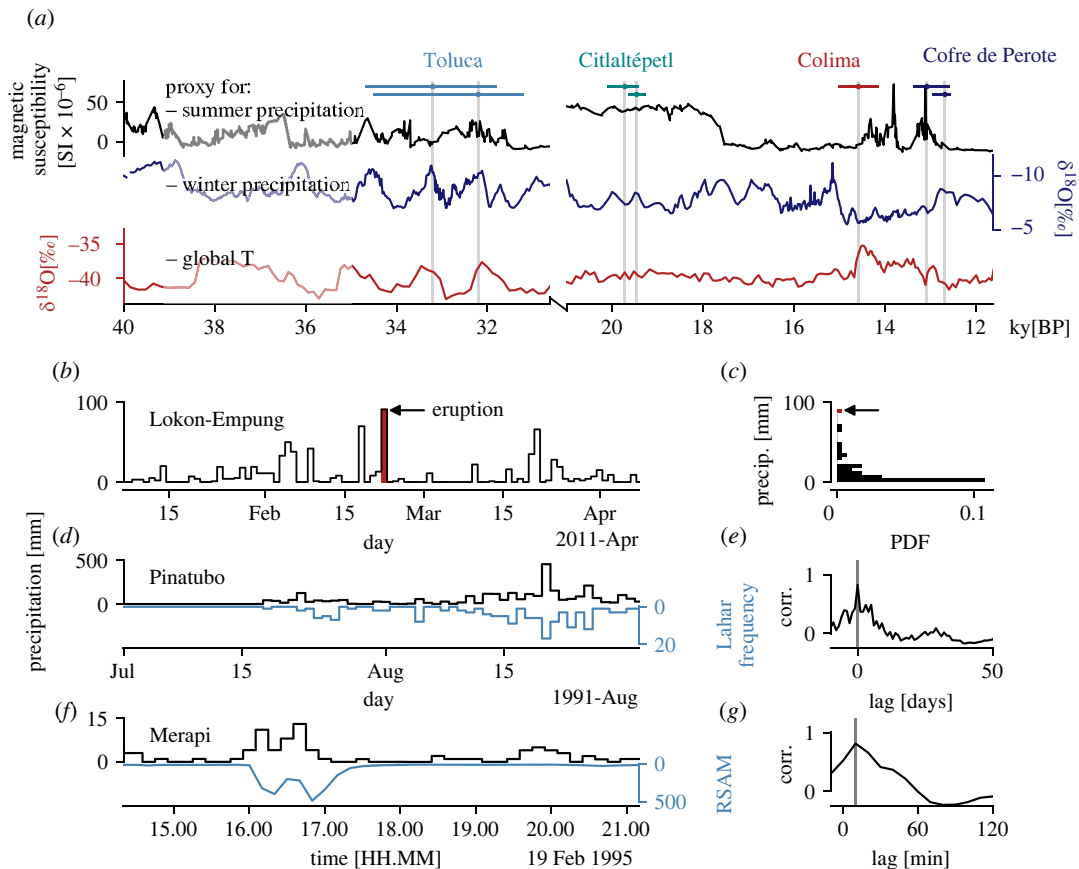 (a)
Toluca
Citlaltépetl
Colima
Cofre de Perote
magnetic
susceptibility
[SI × 10⁻⁶]
50
0
proxy for:
– summer precipitation
– winter precipitation
– global T
−10
−5
δ¹⁸O[‰]
δ¹⁸O[‰]
−35
−40
40 38 36 34 32 20 18 16 14 12 ky[BP]
(b)
100
0
Lokon-Empung
eruption
15 Feb 15 Mar 15 Apr
day
2011-Apr
(c)
precip. [mm]
100
0
0 0.1
PDF
precipitation [mm]
(d)
500
0
Pinatubo
0
20
Lahar
frequency
Jul 15 Aug 15
day
1991-Aug
(e)
corr.
1
0
0 50
lag [days]
(f)
15
0
Merapi
0
500
RSAM
15.00 16.00 17.00 18.00 19.00 20.00 21.00
time [HH.MM]
19 Feb 1995
(g)
corr.
1
0
0 60 120
lag [min]